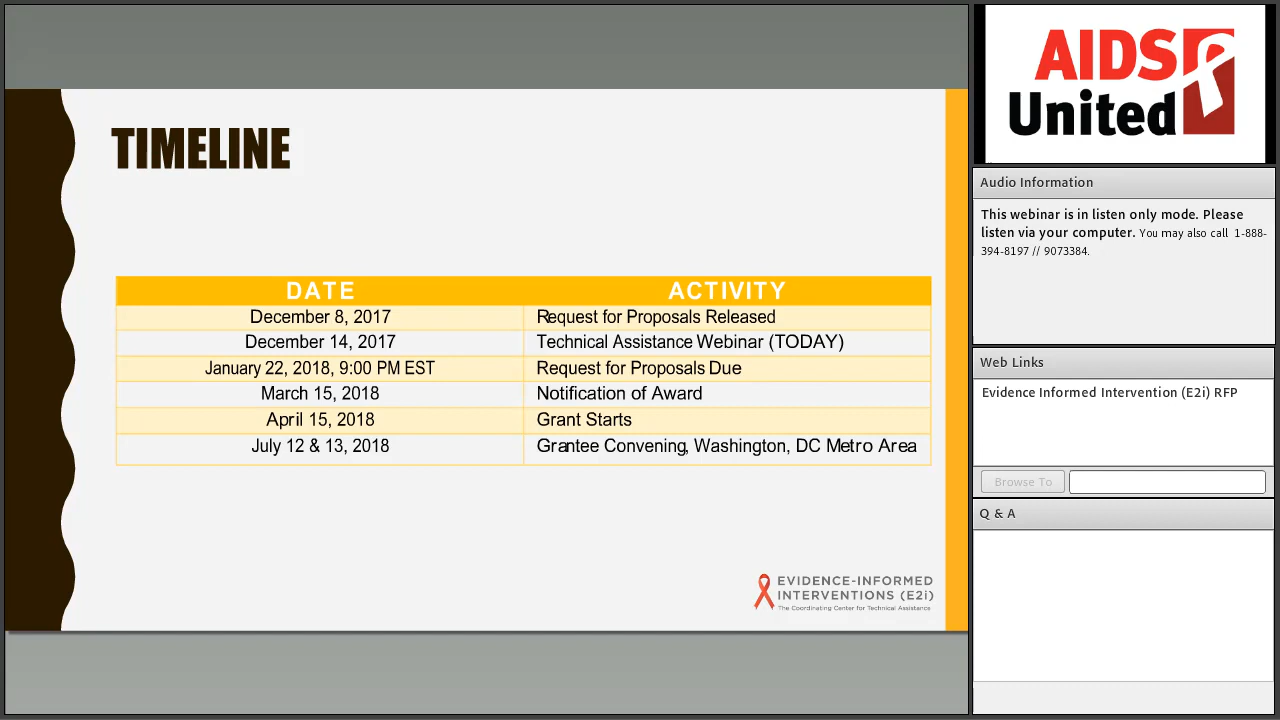 TIMELINE
DATE ACTIVITY
December 8, 2017 Request for Proposals Released
December 14, 2017 Technical Assistance Webinar (TODAY)
January 22, 2018, 9:00 PM EST Request for Proposals Due
March 15, 2018 Notification of Award
April 15, 2018 Grant Starts
July 12 & 13, 2018 Grantee Convening, Washington, DC Metro Area
EVIDENCE-INFORMED
INTERVENTIONS (E2i)
The Coordinating Center for Technical Assistance
AIDS
United
Audio Information
This webinar is in listen only mode. Please
listen via your computer. You may also call 1-888-
394-8197 // 9073384.
Web Links
Evidence Informed Intervention (E2i) RFP
Browse To
Q & A